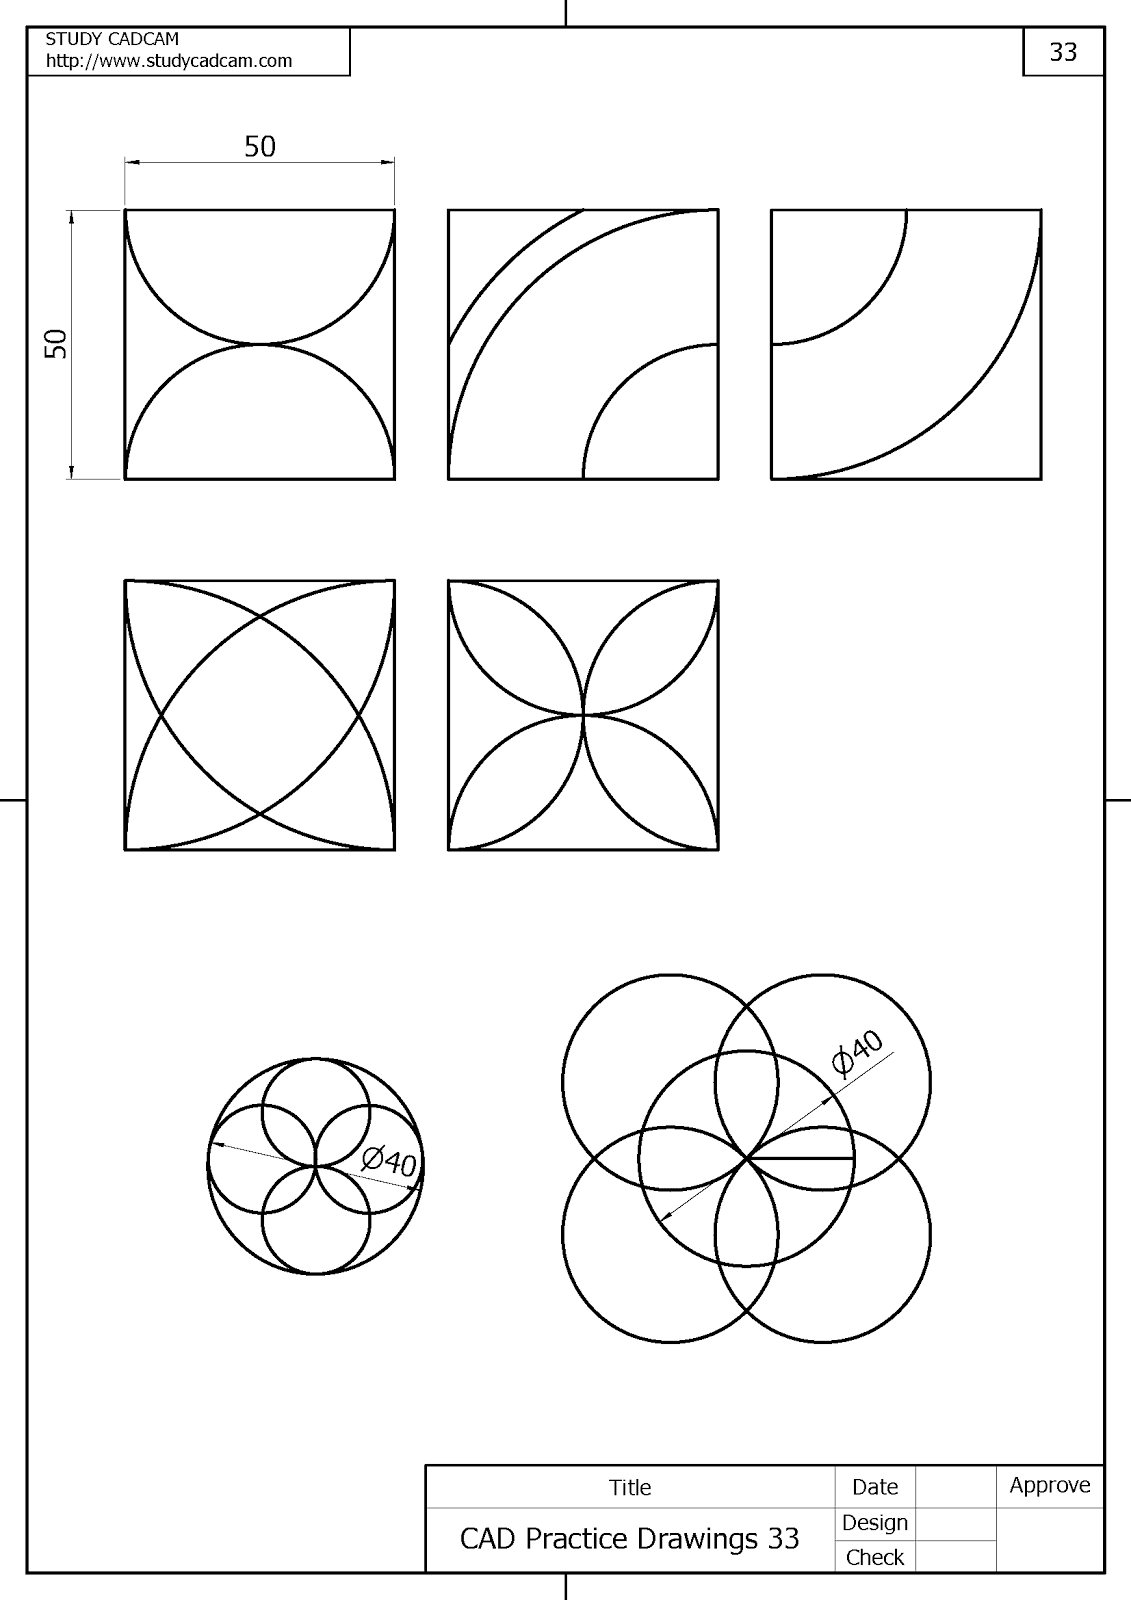 STUDY CADCAM
http://www.studycadcam.com
33
50
50
Ø40
Ø40
Title
Date
Approve
CAD Practice Drawings 33
Design
Check